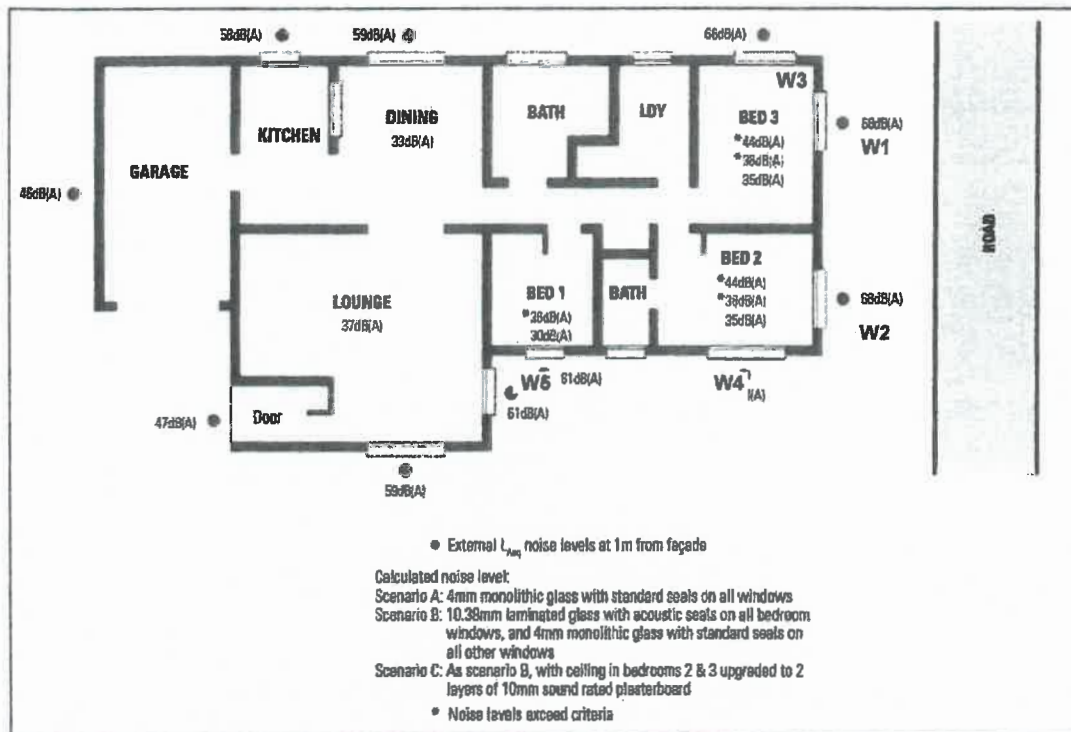 58dB(A)
59dB(A)
66dB(A)
W3
KITCHEN
DINING
33dB(A)
BATH
LDY
BED 3
*44dB(A)
*38dB(A)
35dB(A)
68dB(A)
W1
GARAGE
46dB(A)
ROAD
LOUNGE
37dB(A)
BED 1
*36dB(A)
30dB(A)
BATH
BED 2
*44dB(A)
*38dB(A)
35dB(A)
68dB(A)
W2
W5
61dB(A)
W4
61dB(A)
47dB(A)
Door
59dB(A)
● External LAeq noise levels at 1m from façade
Calculated noise level:
Scenario A: 4mm monolithic glass with standard seals on all windows
Scenario B: 10.38mm laminated glass with acoustic seals on all bedroom
windows, and 4mm monolithic glass with standard seals on
all other windows
Scenario C: As scenario B, with ceiling in bedrooms 2 & 3 upgraded to 2
layers of 10mm sound rated plasterboard
* Noise levels exceed criteria